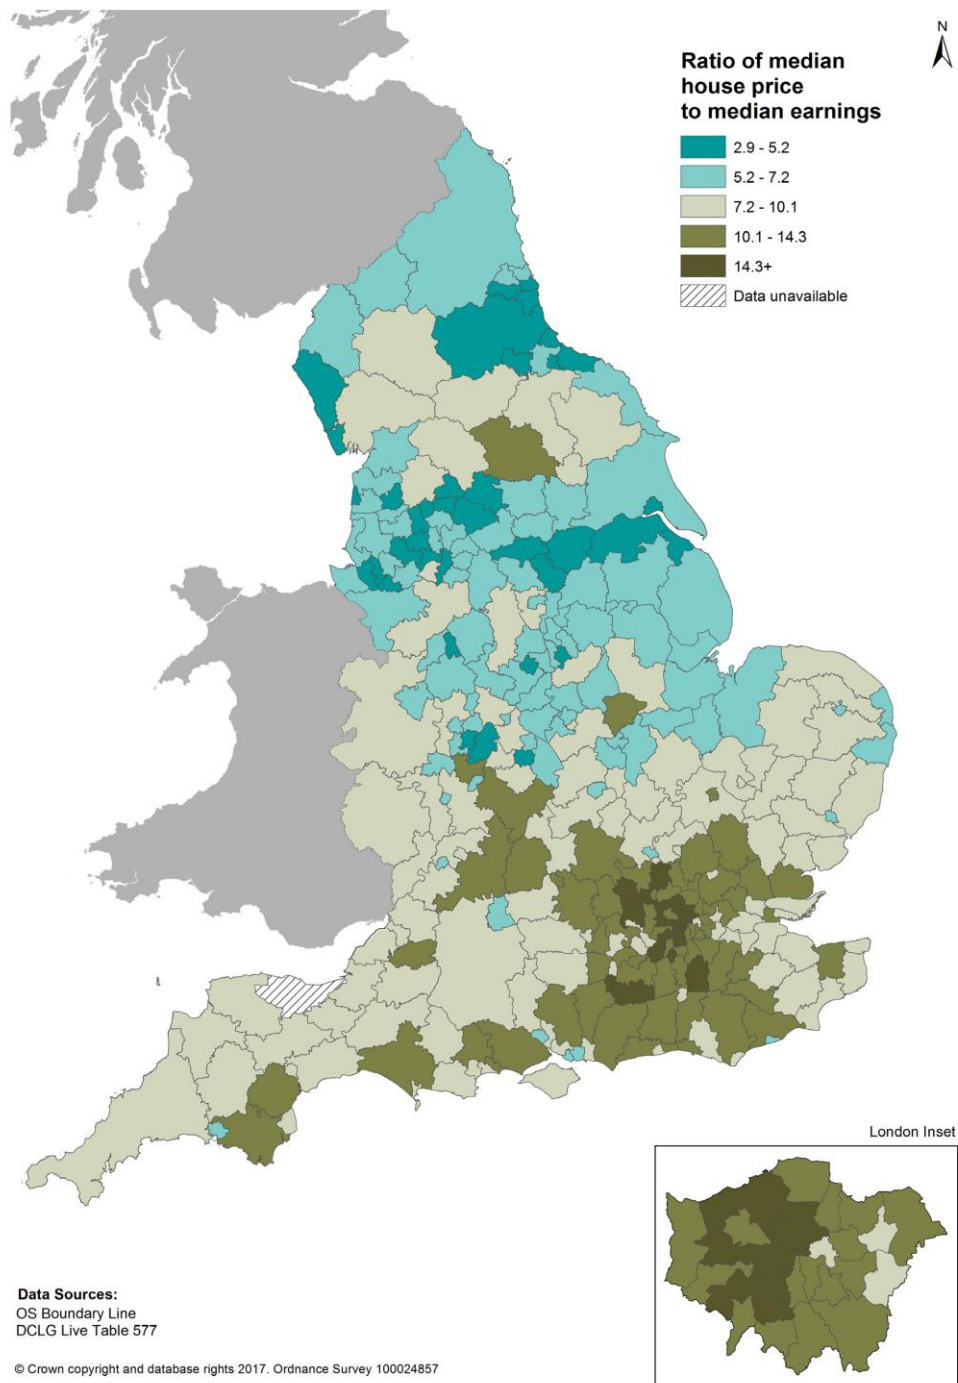 N
Ratio of median
house price
to median earnings
2.9 - 5.2
5.2 - 7.2
7.2 - 10.1
10.1 - 14.3
14.3+
Data unavailable
London Inset
Data Sources:
OS Boundary Line
DCLG Live Table 577
© Crown copyright and database rights 2017. Ordnance Survey 100024857